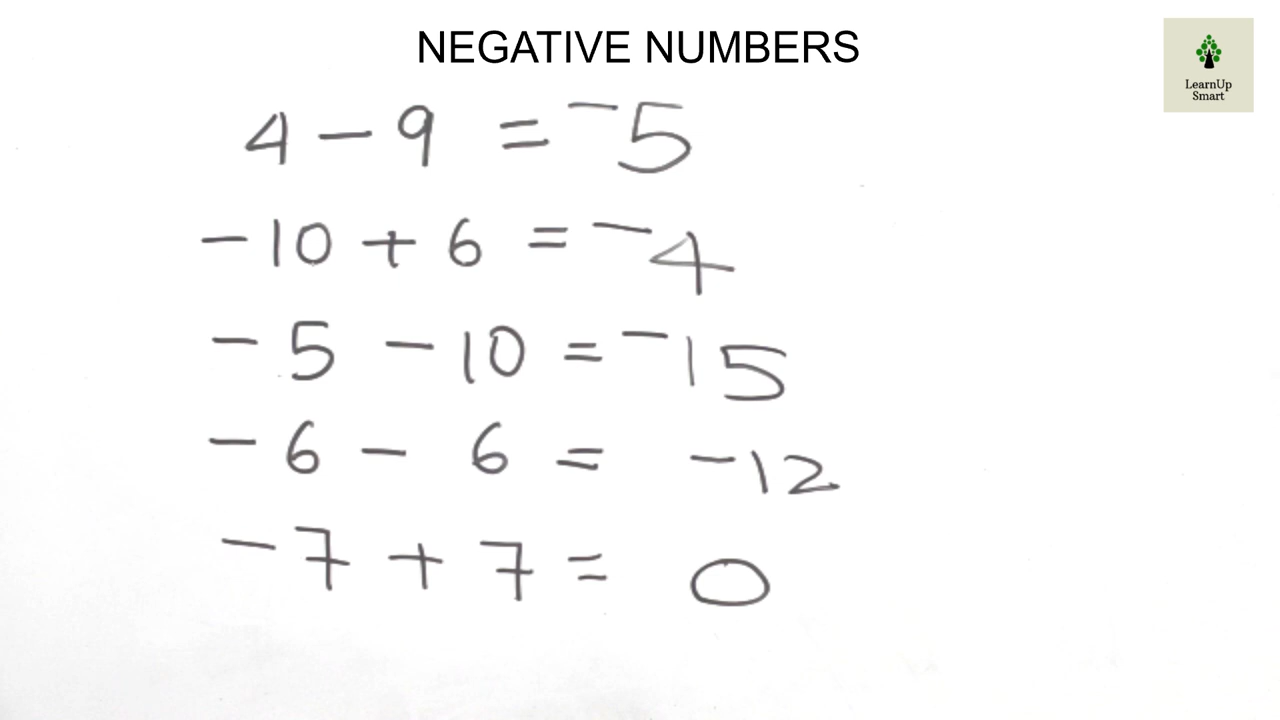 NEGATIVE NUMBERS
LearnUp
Smart
4 - 9 = -5
-10 + 6 = -4
-5 - 10 = -15
-6 - 6 = -12
-7 + 7 = 0